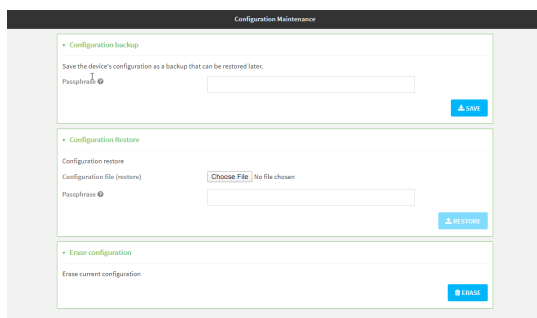 Configuration Maintenance
Configuration backup
Save the device's configuration as a backup that can be restored later.
Passphrase
SAVE
Configuration Restore
Configuration restore
Configuration file (restore) Choose File No file chosen
Passphrase
RESTORE
Erase configuration
Erase current configuration
ERASE